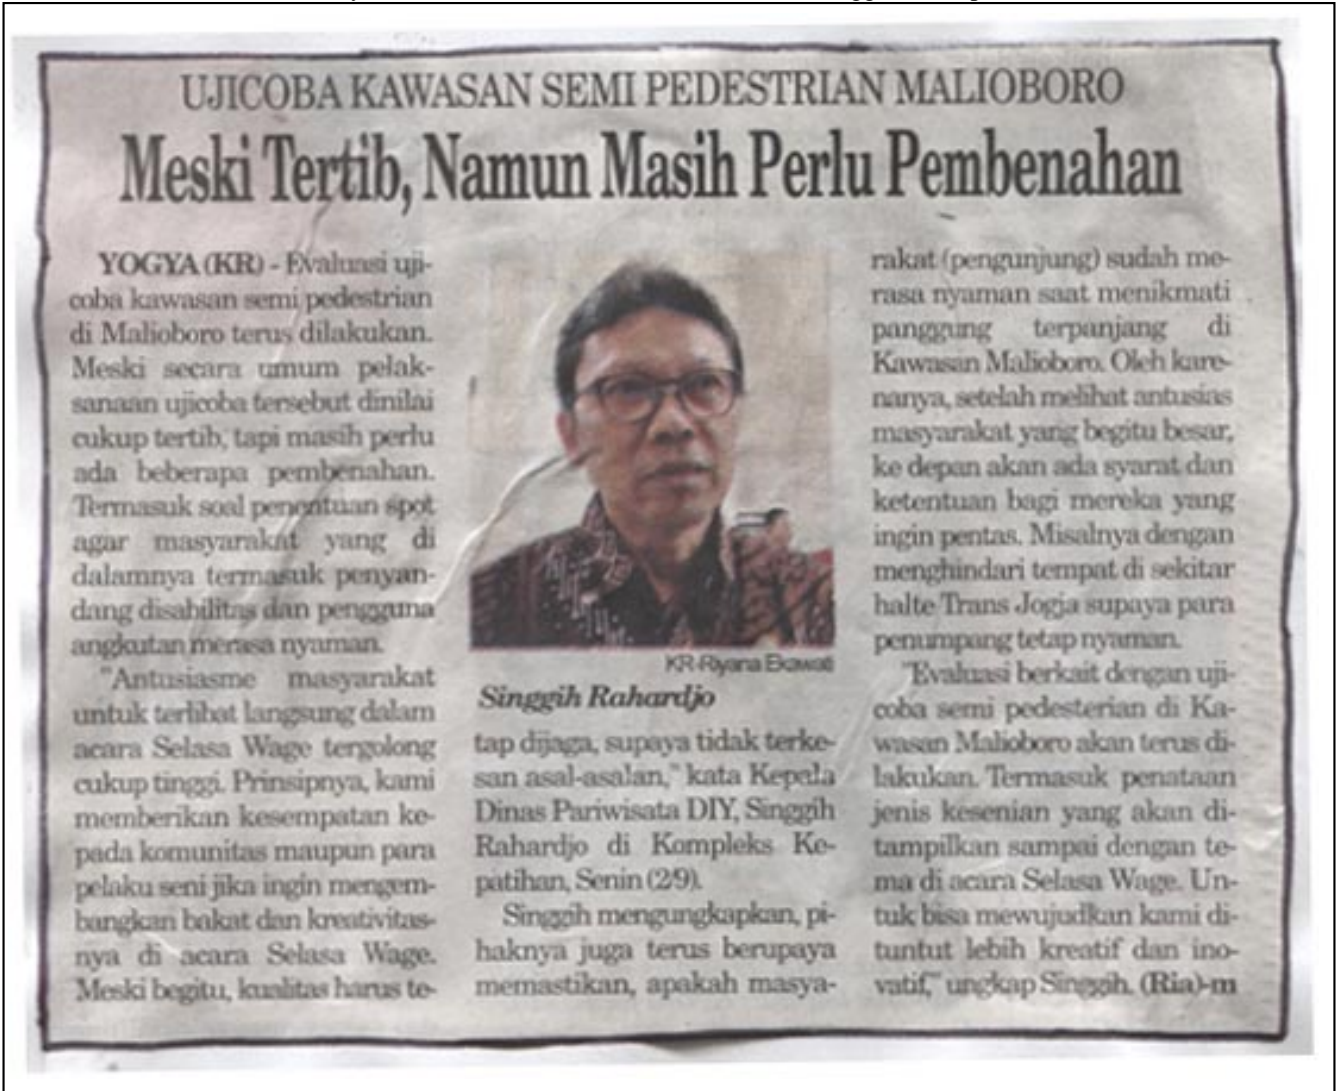 UJICOBA KAWASAN SEMI PEDESTRIAN MALIOBORO
Meski Tertib, Namun Masih Perlu Pembenahan
YOGYA (KR) - Evaluasi uji-
coba kawasan semi pedestrian
di Malioboro terus dilakukan.
Meski secara umum pelak-
sanaan ujicoba tersebut dinilai
cukup tertib, tapi masih perlu
ada beberapa pembenahan.
Termasuk soal penentuan spot
agar masyarakat yang di
dalamnya termasuk penyan-
dang disabilitas dan pengguna
angkutan merasa nyaman.
"Antusiasme masyarakat
untuk terlibat langsung dalam
acara Selasa Wage tergolong
cukup tinggi. Prinsipnya, kami
memberikan kesempatan ke-
pada komunitas maupun para
pelaku seni jika ingin mengem-
bangkan bakat dan kreativitas-
nya di acara Selasa Wage.
Meski begitu, kualitas harus te-
KR-Riyana Ekawati
Singgih Rahardjo
tap dijaga, supaya tidak terke-
san asal-asalan," kata Kepala
Dinas Pariwisata DIY, Singgih
Rahardjo di Kompleks Ke-
patihan, Senin (2/9).
Singgih mengungkapkan, pi-
haknya juga terus berupaya
memastikan, apakah masya-
rakat (pengunjung) sudah me-
rasa nyaman saat menikmati
panggung terpanjang di
Kawasan Malioboro. Oleh kare-
nanya, setelah melihat antusias
masyarakat yang begitu besar,
ke depan akan ada syarat dan
ketentuan bagi mereka yang
ingin pentas. Misalnya dengan
menghindari tempat di sekitar
halte Trans Jogja supaya para
penumpang tetap nyaman.
"Evaluasi berkait dengan uji-
coba semi pedesterian di Ka-
wasan Malioboro akan terus di-
lakukan. Termasuk penataan
jenis kesenian yang akan di-
tampilkan sampai dengan te-
ma di acara Selasa Wage. Un-
tuk bisa mewujudkan kami di-
tuntut lebih kreatif dan ino-
vatif," ungkap Singgih. (Ria)-m